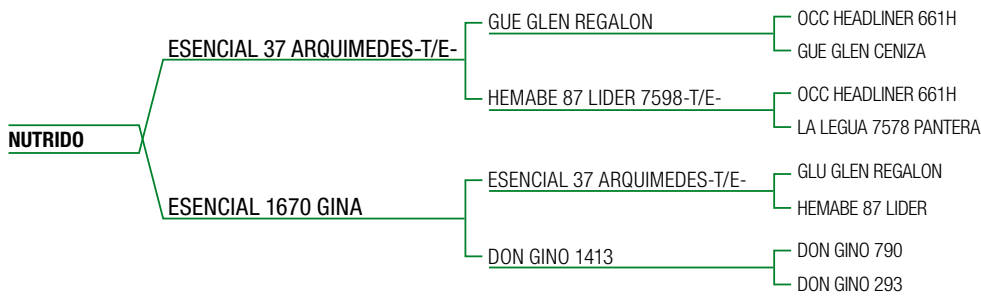 NUTRIDO
ESENCIAL 37 ARQUIMEDES-T/E-
GUE GLEN REGALON
OCC HEADLINER 661H
GUE GLEN CENIZA
HEMABE 87 LIDER 7598-T/E-
OCC HEADLINER 661H
LA LEGUA 7578 PANTERA
ESENCIAL 1670 GINA
ESENCIAL 37 ARQUIMEDES-T/E-
GLU GLEN REGALON
HEMABE 87 LIDER
DON GINO 1413
DON GINO 790
DON GINO 293